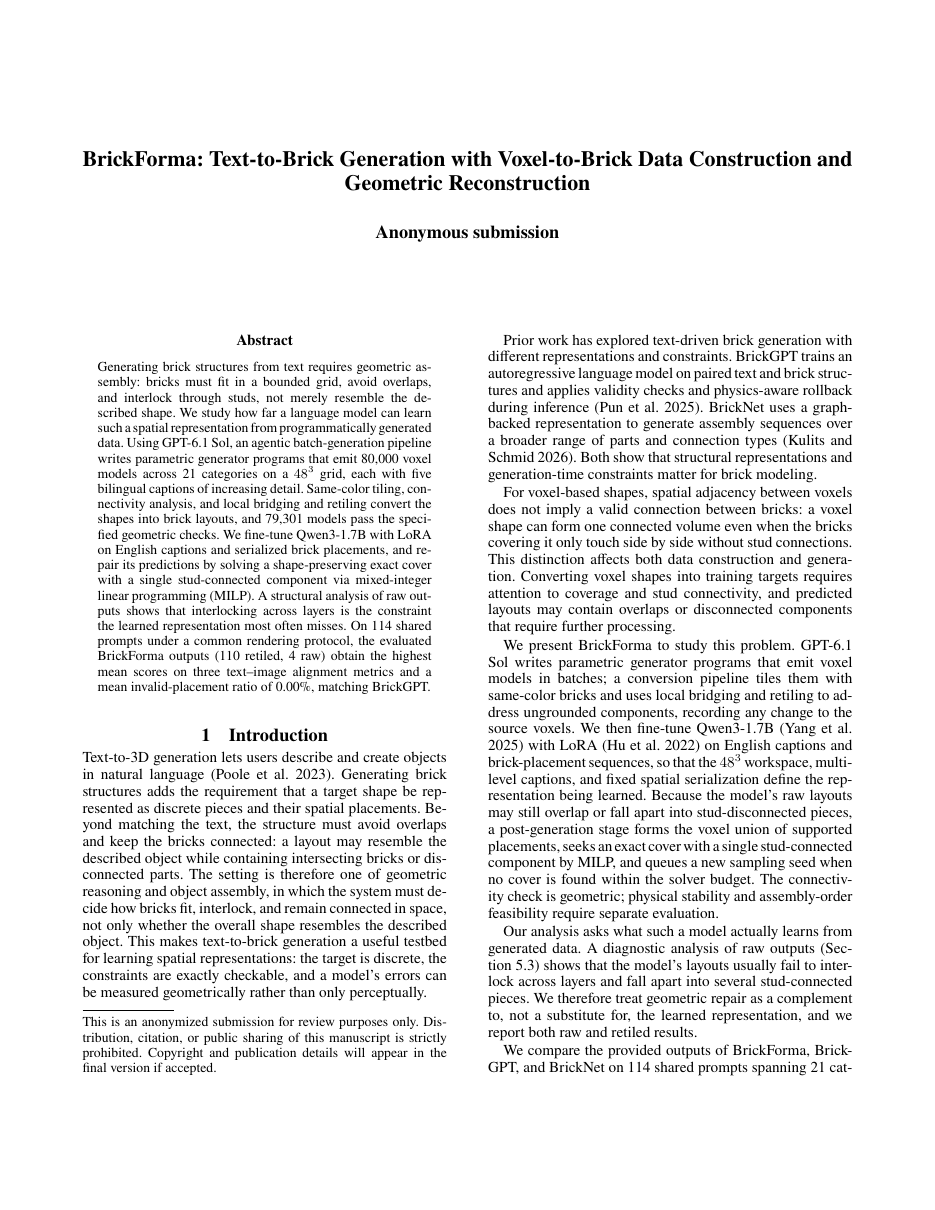 BrickForma: Text-to-Brick Generation with Voxel-to-Brick Data Construction and
Geometric Reconstruction
Anonymous submission
Abstract
Generating brick structures from text requires geometric as-
sembly: bricks must fit in a bounded grid, avoid overlaps,
and interlock through studs, not merely resemble the de-
scribed shape. We study how far a language model can learn
such a spatial representation from programmatically generated
data. Using GPT-6.1 Sol, an agentic batch-generation pipeline
writes parametric generator programs that emit 80,000 voxel
models across 21 categories on a 48³ grid, each with five
bilingual captions of increasing detail. Same-color tiling, con-
nectivity analysis, and local bridging and retiling convert the
shapes into brick layouts, and 79,301 models pass the speci-
fied geometric checks. We fine-tune Qwen3-1.7B with LoRA
on English captions and serialized brick placements, and re-
pair its predictions by solving a shape-preserving exact cover
with a single stud-connected component via mixed-integer
linear programming (MILP). A structural analysis of raw out-
puts shows that interlocking across layers is the constraint
the learned representation most often misses. On 114 shared
prompts under a common rendering protocol, the evaluated
BrickForma outputs (110 retiled, 4 raw) obtain the highest
mean scores on three text–image alignment metrics and a
mean invalid-placement ratio of 0.00%, matching BrickGPT.
1 Introduction
Text-to-3D generation lets users describe and create objects
in natural language (Poole et al. 2023). Generating brick
structures adds the requirement that a target shape be rep-
resented as discrete pieces and their spatial placements. Be-
yond matching the text, the structure must avoid overlaps
and keep the bricks connected: a layout may resemble the
described object while containing intersecting bricks or dis-
connected parts. The setting is therefore one of geometric
reasoning and object assembly, in which the system must de-
cide how bricks fit, interlock, and remain connected in space,
not only whether the overall shape resembles the described
object. This makes text-to-brick generation a useful testbed
for learning spatial representations: the target is discrete, the
constraints are exactly checkable, and a model's errors can
be measured geometrically rather than only perceptually.
This is an anonymized submission for review purposes only. Dis-
tribution, citation, or public sharing of this manuscript is strictly
prohibited. Copyright and publication details will appear in the
final version if accepted.
Prior work has explored text-driven brick generation with
different representations and constraints. BrickGPT trains an
autoregressive language model on paired text and brick struc-
tures and applies validity checks and physics-aware rollback
during inference (Pun et al. 2025). BrickNet uses a graph-
backed representation to generate assembly sequences over
a broader range of parts and connection types (Kulits and
Schmid 2026). Both show that structural representations and
generation-time constraints matter for brick modeling.
For voxel-based shapes, spatial adjacency between voxels
does not imply a valid connection between bricks: a voxel
shape can form one connected volume even when the bricks
covering it only touch side by side without stud connections.
This distinction affects both data construction and genera-
tion. Converting voxel shapes into training targets requires
attention to coverage and stud connectivity, and predicted
layouts may contain overlaps or disconnected components
that require further processing.
We present BrickForma to study this problem. GPT-6.1
Sol writes parametric generator programs that emit voxel
models in batches; a conversion pipeline tiles them with
same-color bricks and uses local bridging and retiling to ad-
dress ungrounded components, recording any change to the
source voxels. We then fine-tune Qwen3-1.7B (Yang et al.
2025) with LoRA (Hu et al. 2022) on English captions and
brick-placement sequences, so that the 48³ workspace, multi-
level captions, and fixed spatial serialization define the rep-
resentation being learned. Because the model's raw layouts
may still overlap or fall apart into stud-disconnected pieces,
a post-generation stage forms the voxel union of supported
placements, seeks an exact cover with a single stud-connected
component by MILP, and queues a new sampling seed when
no cover is found within the solver budget. The connectiv-
ity check is geometric; physical stability and assembly-order
feasibility require separate evaluation.
Our analysis asks what such a model actually learns from
generated data. A diagnostic analysis of raw outputs (Sec-
tion 5.3) shows that the model's layouts usually fail to inter-
lock across layers and fall apart into several stud-connected
pieces. We therefore treat geometric repair as a complement
to, not a substitute for, the learned representation, and we
report both raw and retiled results.
We compare the provided outputs of BrickForma, Brick-
GPT, and BrickNet on 114 shared prompts spanning 21 cat-